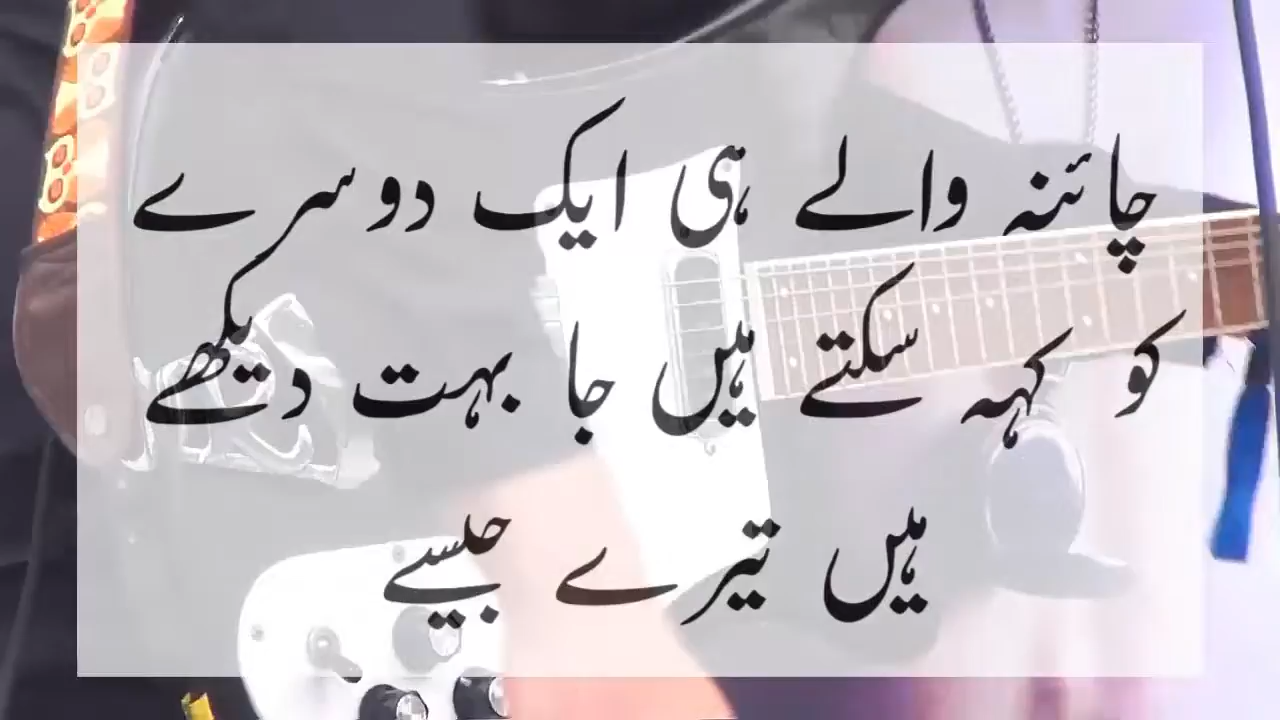 چائنہ والے ہی ایک دوسرے
کو کہہ سکتے ہیں جا بہت دیکھے
ہیں تیرے جیسے